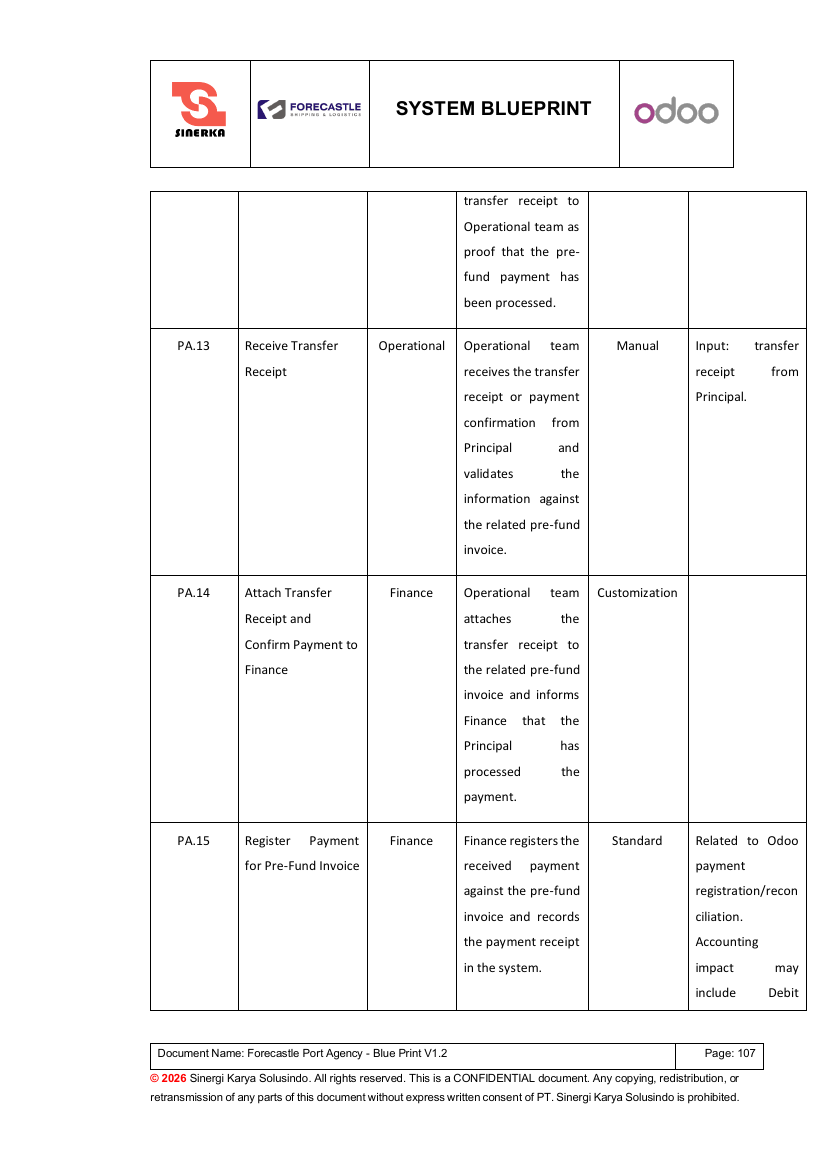 SINERKA
FORECASTLE
SHIPPING & LOGISTICS
SYSTEM BLUEPRINT
odoo
transfer receipt to
Operational team as
proof that the pre-
fund payment has
been processed.
PA.13
Receive Transfer
Receipt
Operational
Operational team
receives the transfer
receipt or payment
confirmation from
Principal and
validates the
information against
the related pre-fund
invoice.
Manual
Input: transfer
receipt from
Principal.
PA.14
Attach Transfer
Receipt and
Confirm Payment to
Finance
Finance
Operational team
attaches the
transfer receipt to
the related pre-fund
invoice and informs
Finance that the
Principal has
processed the
payment.
Customization
PA.15
Register Payment
for Pre-Fund Invoice
Finance
Finance registers the
received payment
against the pre-fund
invoice and records
the payment receipt
in the system.
Standard
Related to Odoo
payment
registration/recon
ciliation.
Accounting
impact may
include Debit
Document Name: Forecastle Port Agency - Blue Print V1.2
Page: 107
© 2026 Sinergi Karya Solusindo. All rights reserved. This is a CONFIDENTIAL document. Any copying, redistribution, or
retransmission of any parts of this document without express written consent of PT. Sinergi Karya Solusindo is prohibited.